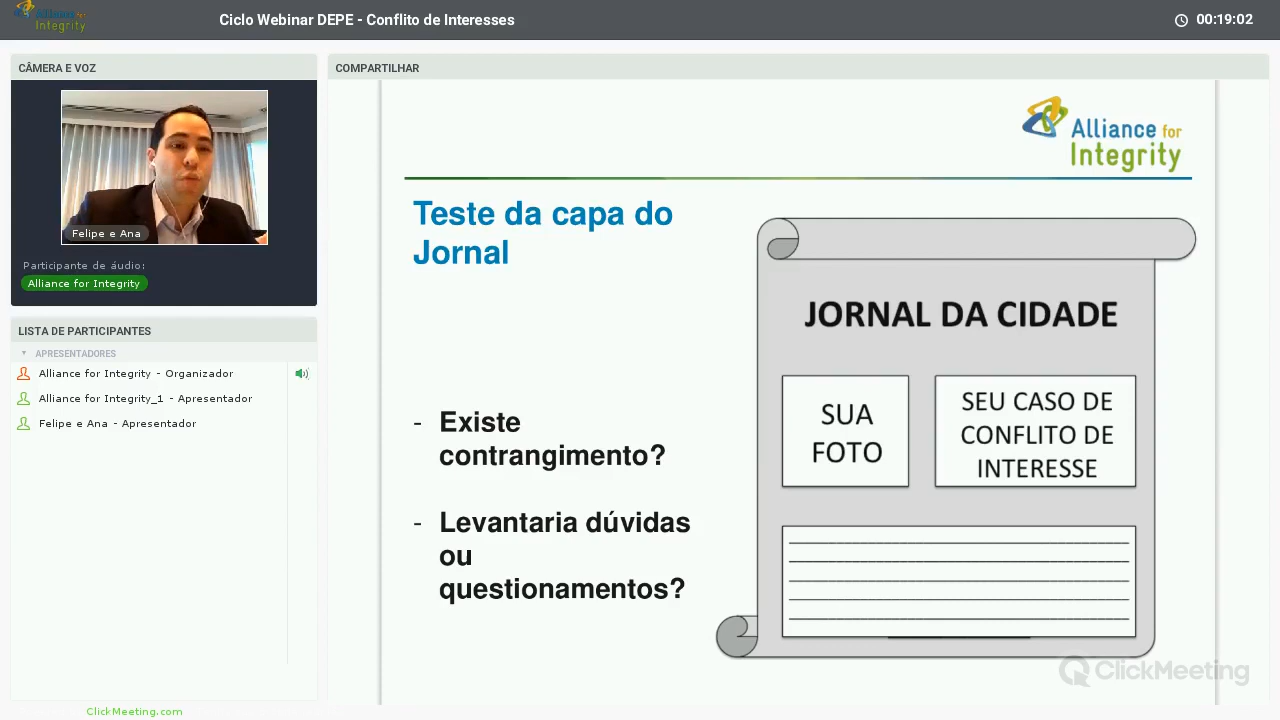 Alliance for
Integrity
Ciclo Webinar DEPE - Conflito de Interesses
00:19:02
CÂMERA E VOZ
Felipe e Ana
Participante de áudio:
Alliance for Integrity
LISTA DE PARTICIPANTES
APRESENTADORES
Alliance for Integrity - Organizador
Alliance for Integrity_1 - Apresentador
Felipe e Ana - Apresentador
ClickMeeting.com
COMPARTILHAR
Alliance for
Integrity
Teste da capa do
Jornal
- Existe
contrangimento?
- Levantaria dúvidas
ou
questionamentos?
JORNAL DA CIDADE
SUA
FOTO
SEU CASO DE
CONFLITO DE
INTERESSE
ClickMeeting